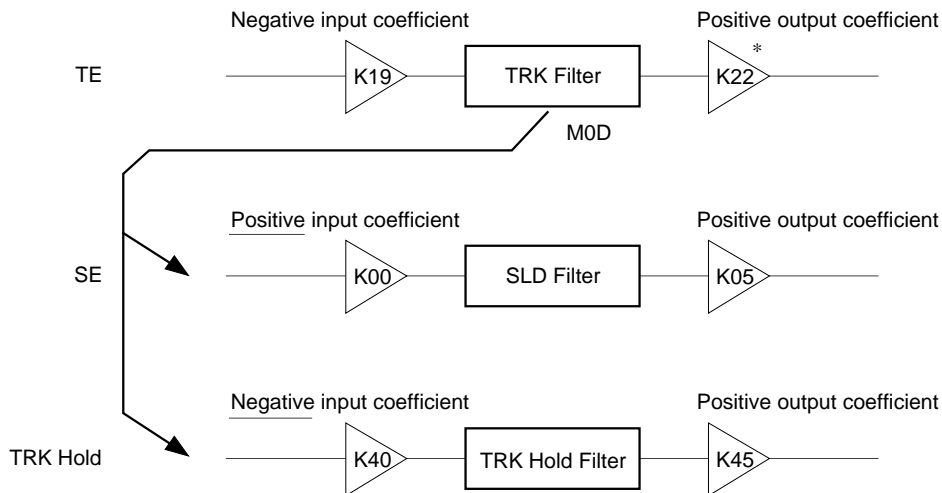 Negative input coefficient
Positive output coefficient
TE
K19
TRK Filter
K22
*
M0D
Positive input coefficient
Positive output coefficient
SE
K00
SLD Filter
K05
Negative input coefficient
Positive output coefficient
TRK Hold
K40
TRK Hold Filter
K45